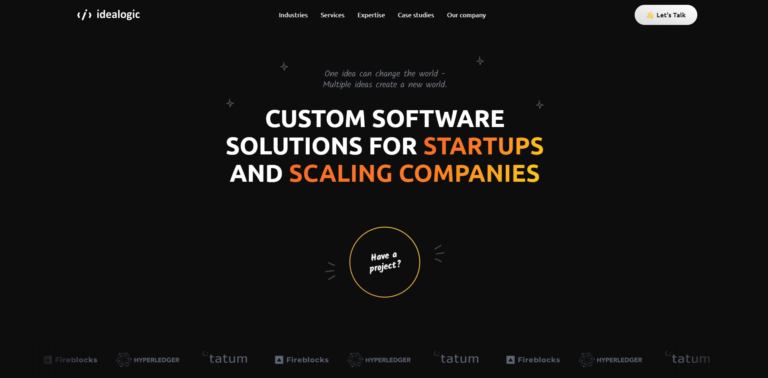 idealogic
Industries Services Expertise Case studies Our company
Let's Talk
One idea can change the world -
Multiple ideas create a new world.
CUSTOM SOFTWARE
SOLUTIONS FOR STARTUPS
AND SCALING COMPANIES
Have a
project?
Fireblocks HYPERLEDGER tatum Fireblocks HYPERLEDGER tatum Fireblocks HYPERLEDGER tatum